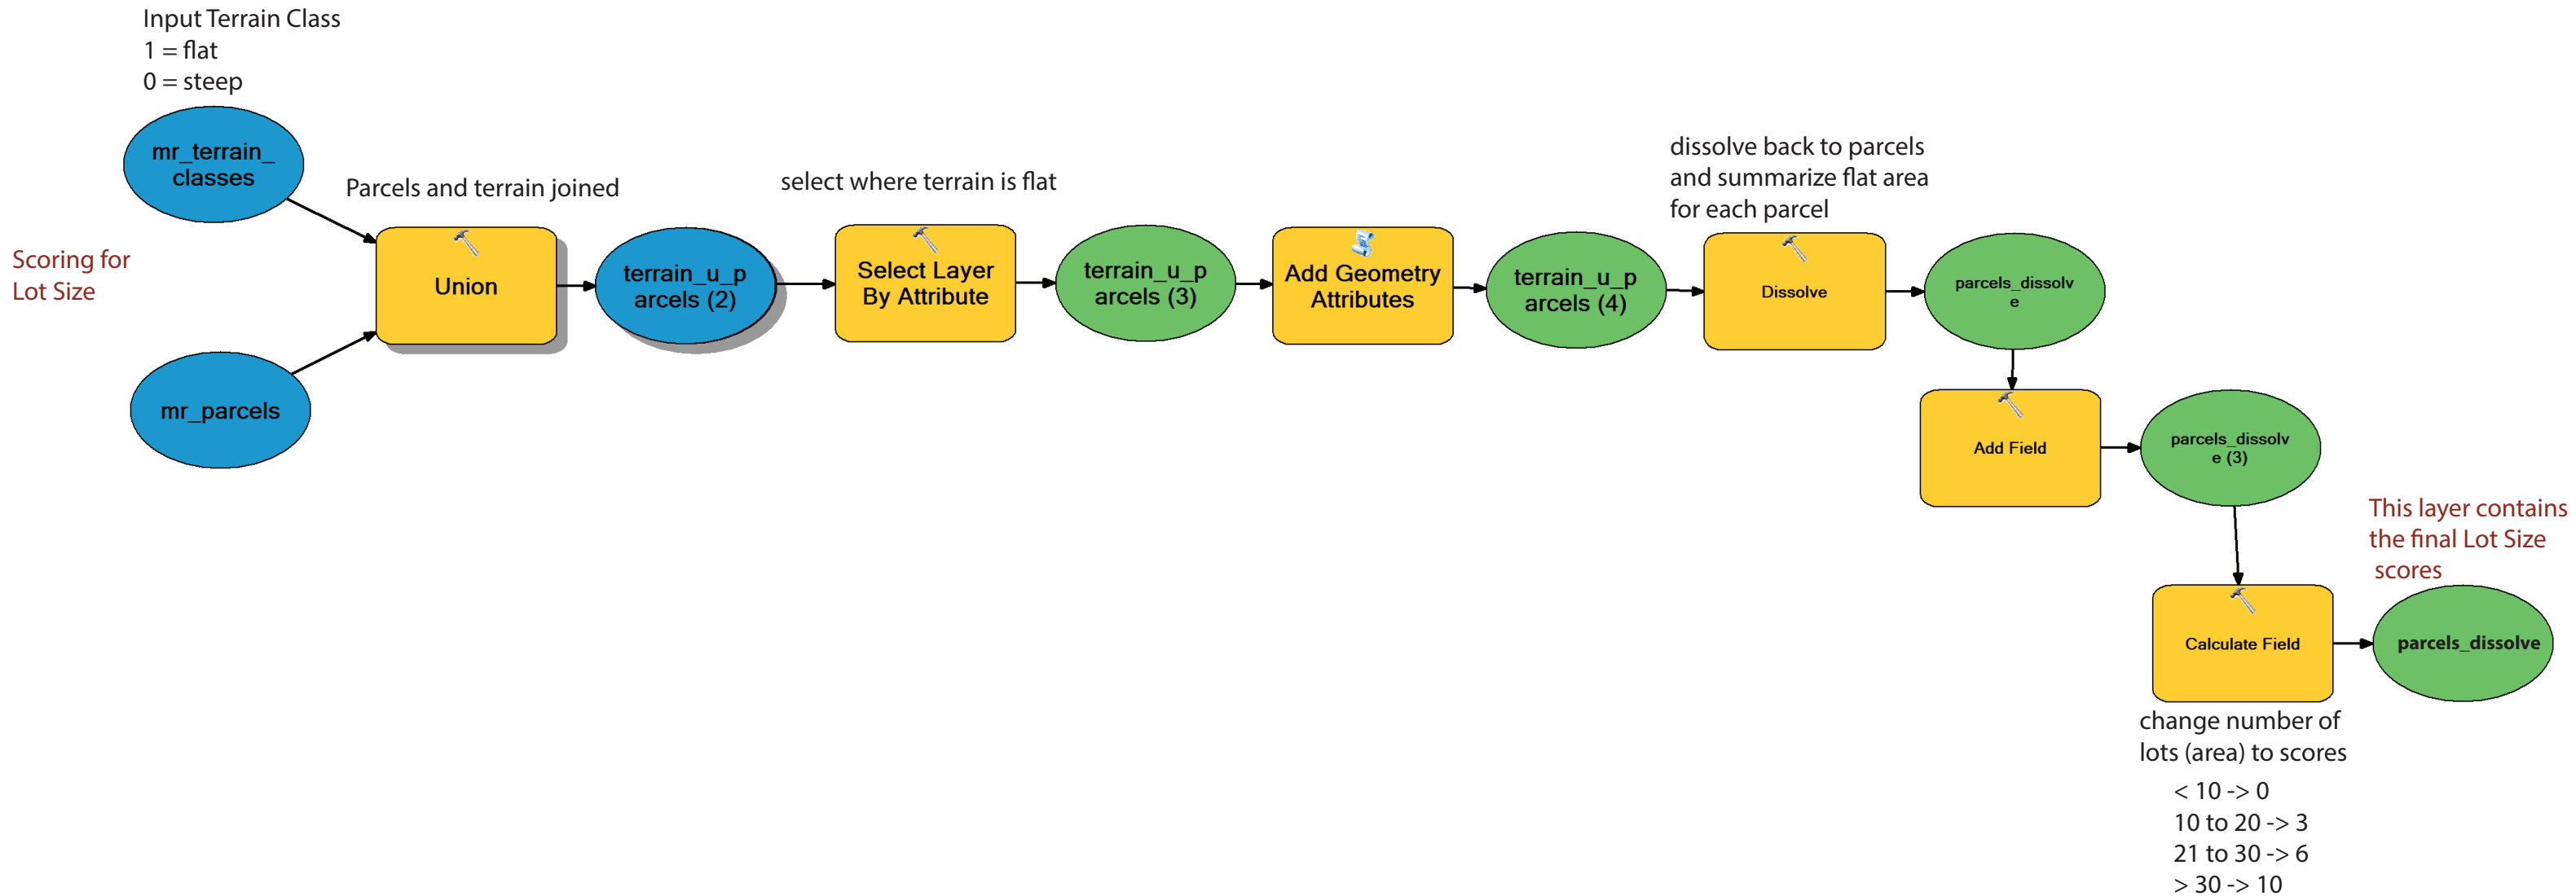 Input Terrain Class
1 = flat
0 = steep
mr_terrain_
classes
Scoring for
Lot Size
mr_parcels
Parcels and terrain joined
Union
terrain_u_p
arcels (2)
select where terrain is flat
Select Layer
By Attribute
terrain_u_p
arcels (3)
Add Geometry
Attributes
terrain_u_p
arcels (4)
dissolve back to parcels
and summarize flat area
for each parcel
Dissolve
parcels_dissolv
e
Add Field
parcels_dissolv
e (3)
Calculate Field
This layer contains
the final Lot Size
scores
parcels_dissolve
change number of
lots (area) to scores
< 10 -> 0
10 to 20 -> 3
21 to 30 -> 6
> 30 -> 10